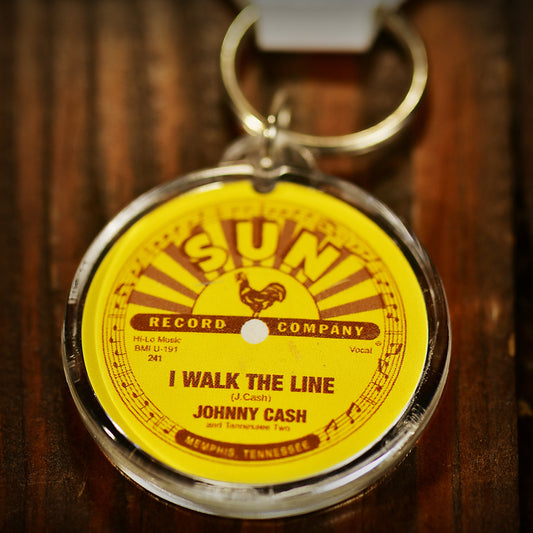 SUN
RECORD COMPANY
Hi-Lo Music
BMI U-191
Vocal
241
I WALK THE LINE
(J.Cash)
JOHNNY CASH
and Tennessee Two
MEMPHIS, TENNESSEE